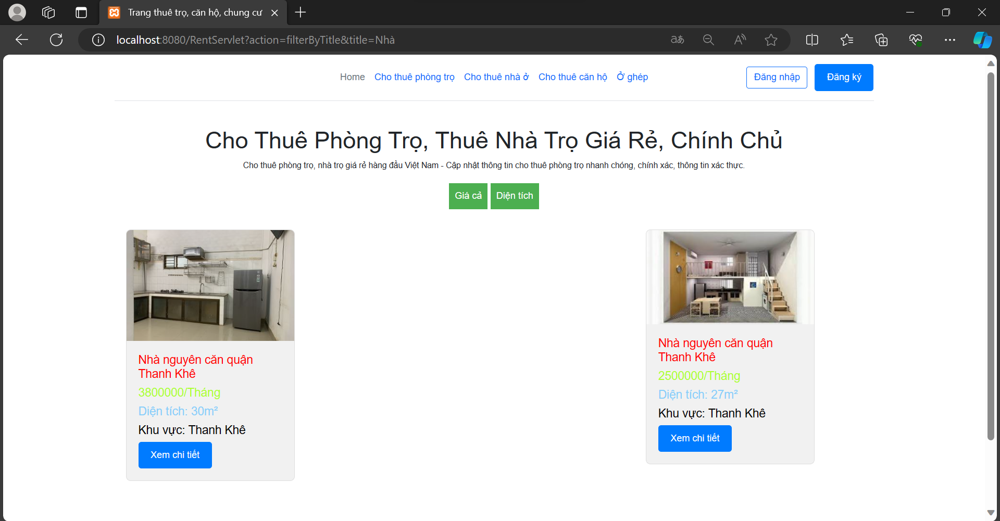 Trang thuê trọ, căn hộ, chung cư
localhost:8080/RentServlet?action=filterByTitle&title=Nhà
Home Cho thuê phòng trọ Cho thuê nhà ở Cho thuê căn hộ Ở ghép Đăng nhập Đăng ký
Cho Thuê Phòng Trọ, Thuê Nhà Trọ Giá Rẻ, Chính Chủ
Cho thuê phòng trọ, nhà trọ giá rẻ hàng đầu Việt Nam - Cập nhật thông tin cho thuê phòng trọ nhanh chóng, chính xác, thông tin xác thực.
Giá cả Diện tích
Nhà nguyên căn quận
Thanh Khê
3800000/Tháng
Diện tích: 30m²
Khu vực: Thanh Khê
Xem chi tiết
Nhà nguyên căn quận
Thanh Khê
2500000/Tháng
Diện tích: 27m²
Khu vực: Thanh Khê
Xem chi tiết